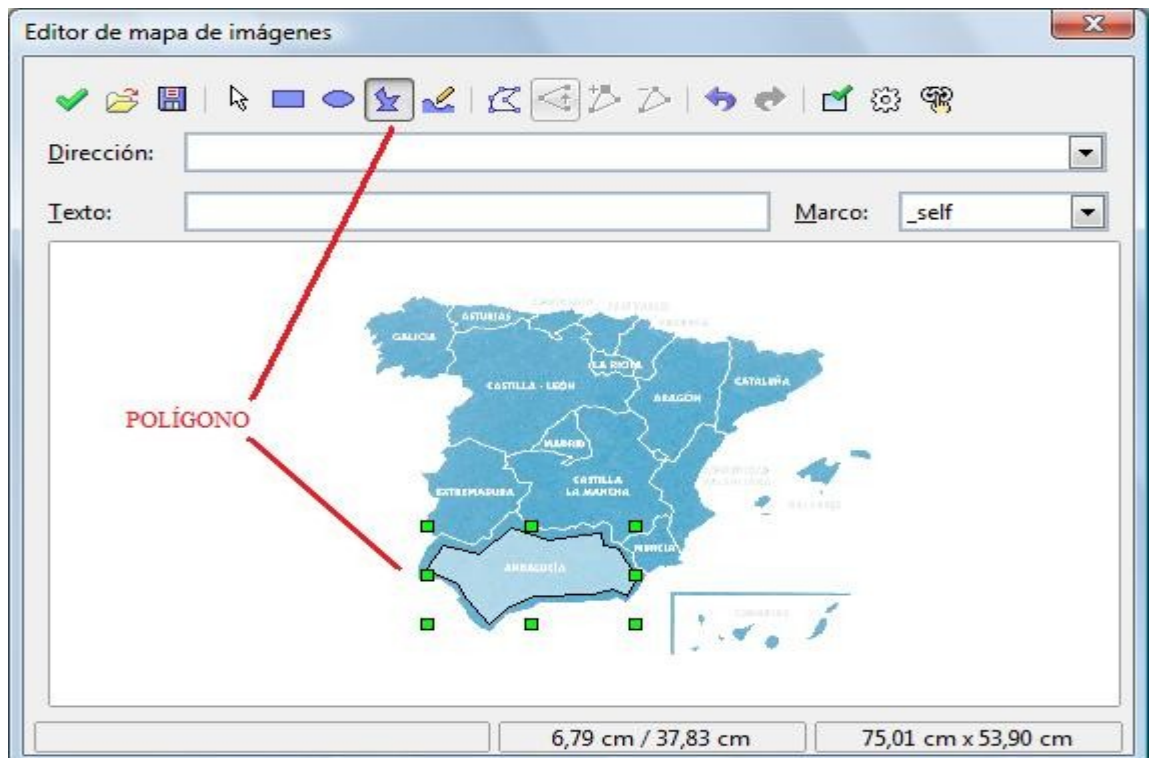 Editor de mapa de imágenes
Dirección:
Texto:
Marco:
_self
ASTURIAS
GALICIA
LA RIOJA
CASTILLA - LEÓN
CATALUÑA
ARAGÓN
POLÍGONO
MADRID
CASTILLA
LA MANCHA
EXTREMADURA
MURCIA
ANDALUCÍA
CANARIAS
6,79 cm / 37,83 cm
75,01 cm x 53,90 cm